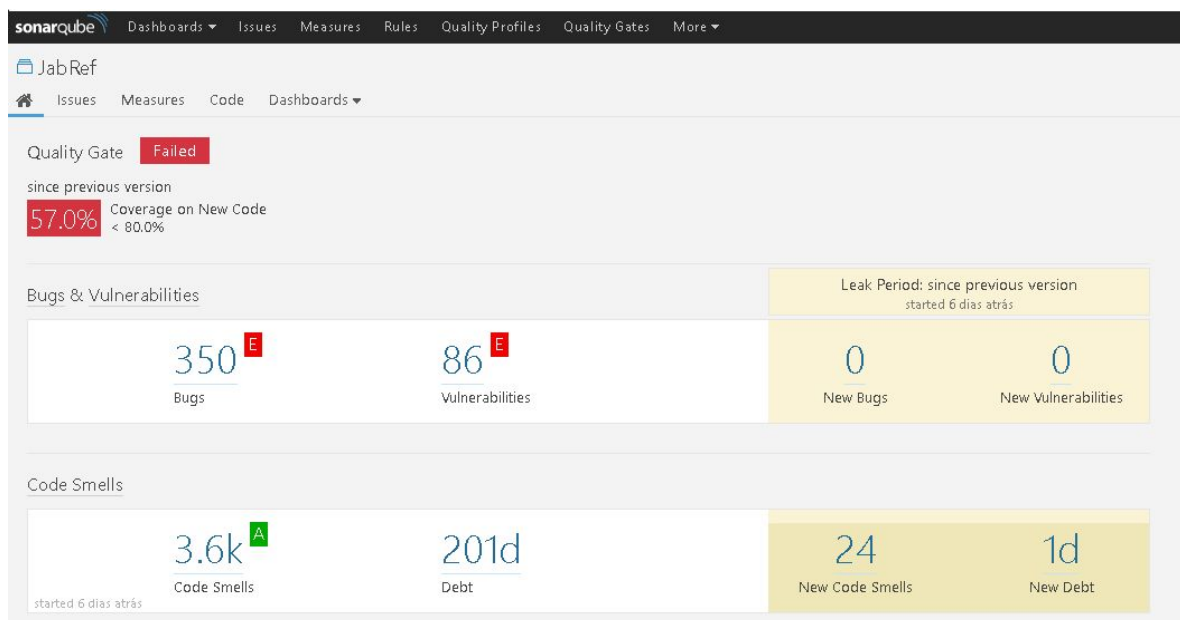 sonarqube Dashboards Issues Measures Rules Quality Profiles Quality Gates More
JabRef
Issues Measures Code Dashboards
Quality Gate Failed
since previous version
57.0% Coverage on New Code
< 80.0%
Bugs & Vulnerabilities
Leak Period: since previous version
started 6 dias atrás
350 E 86 E 0 0
Bugs Vulnerabilities New Bugs New Vulnerabilities
Code Smells
3.6k A 201d 24 1d
Code Smells Debt New Code Smells New Debt
started 6 dias atrás